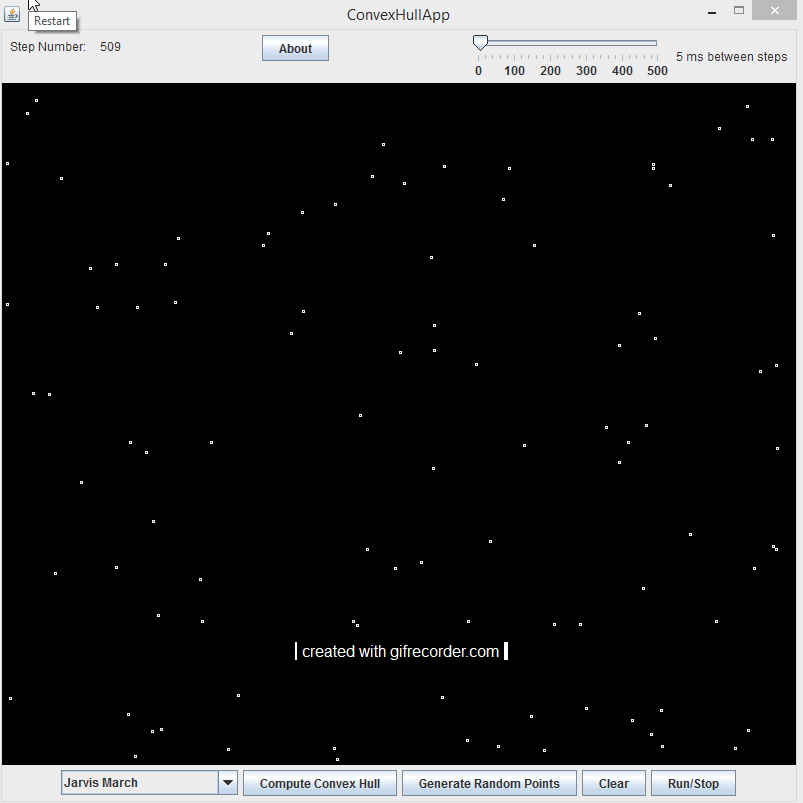 ConvexHullApp
Restart
Step Number: 509
About
0 100 200 300 400 500
5 ms between steps
created with gifrecorder.com
Jarvis March
Compute Convex Hull
Generate Random Points
Clear
Run/Stop